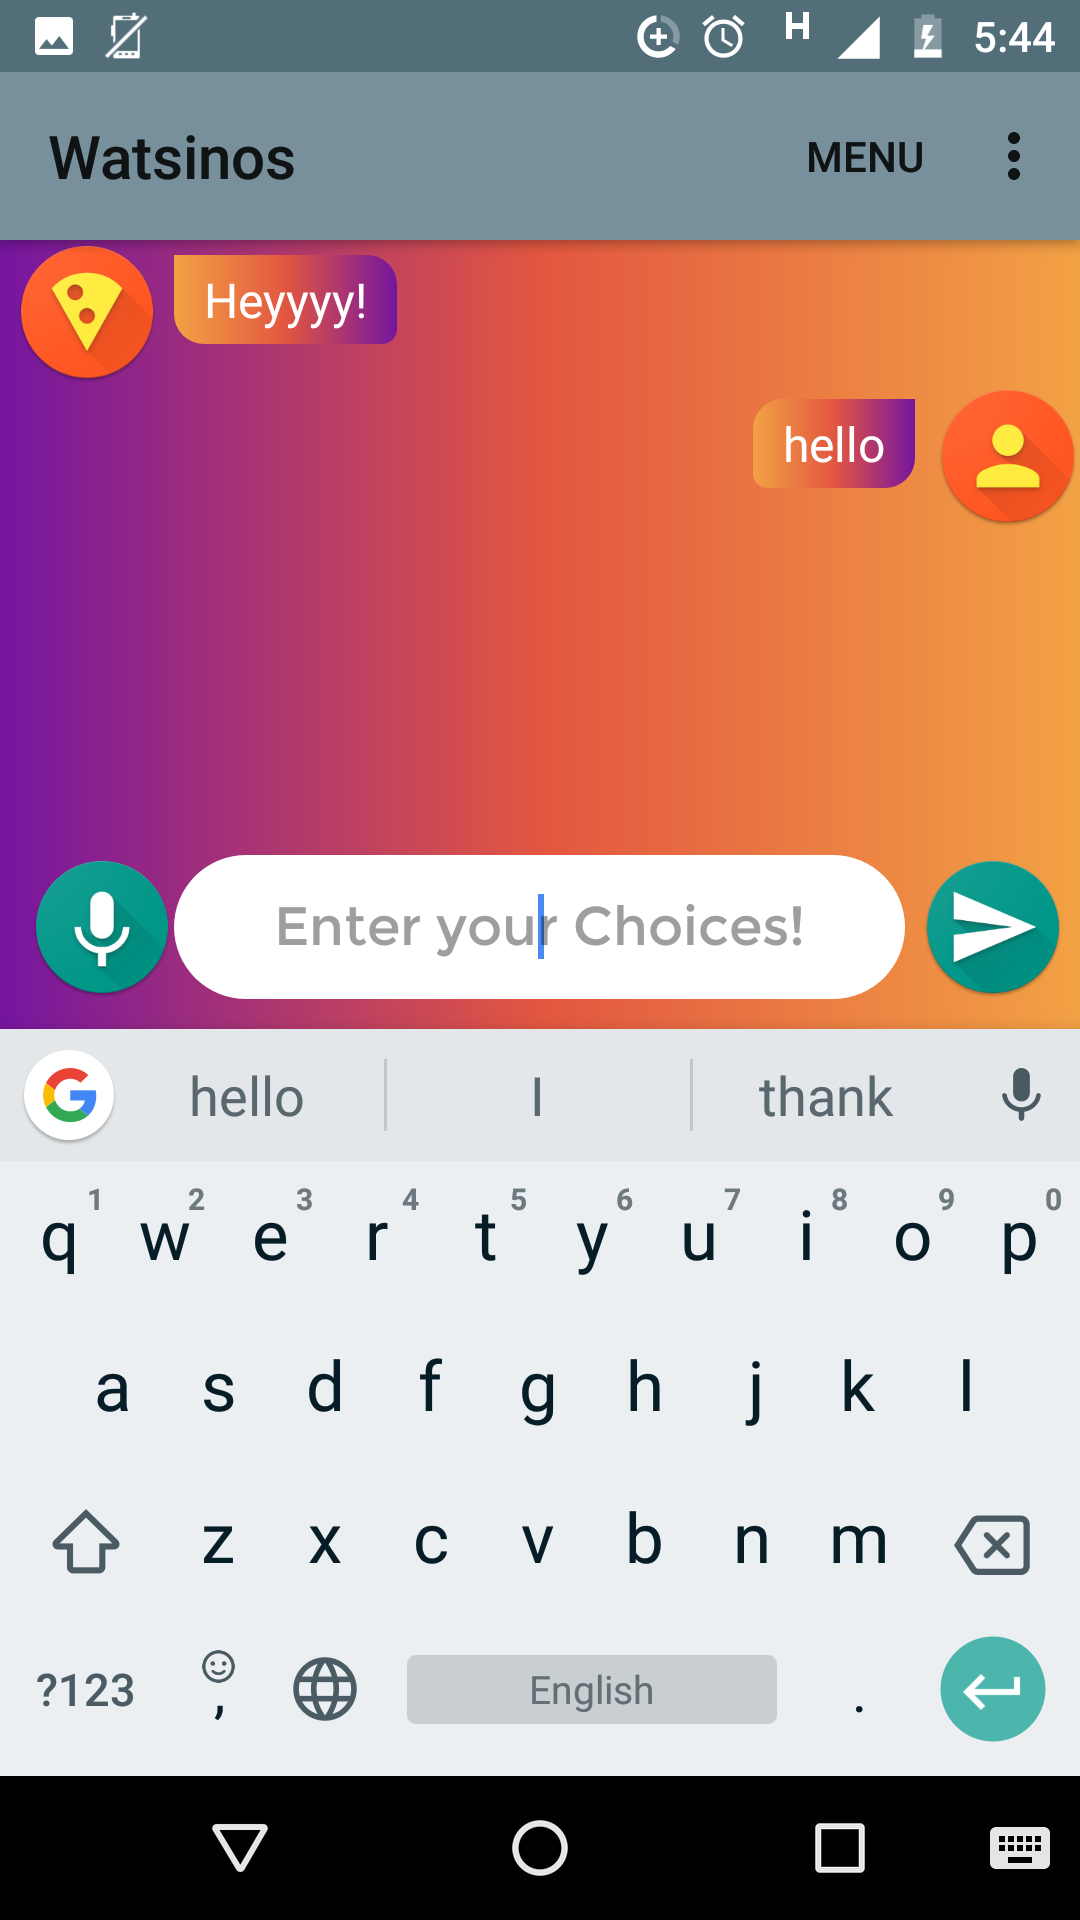 H 5:44
Watsinos MENU
Heyyyy!
hello
Enter your Choices!
G hello I thank
1 2 3 4 5 6 7 8 9 0
q w e r t y u i o p
a s d f g h j k l
z x c v b n m
?123 , English .